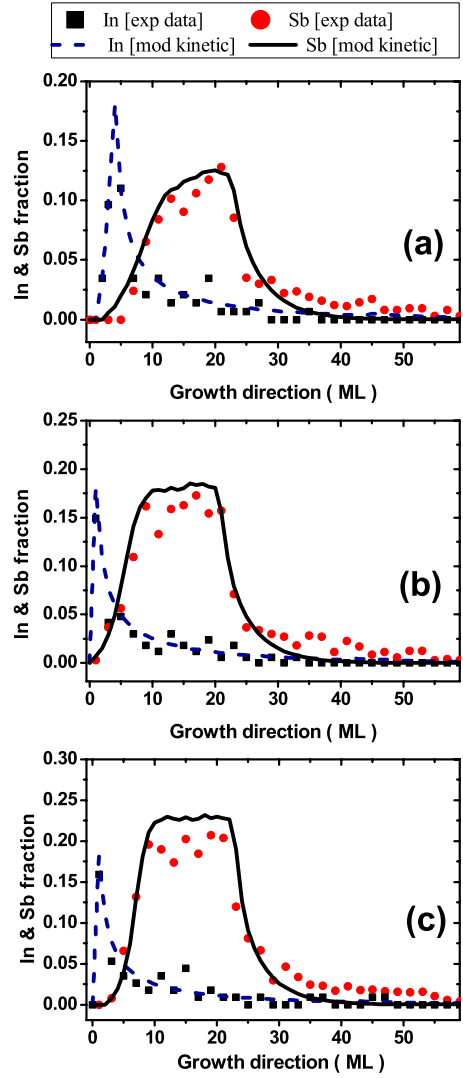 In [exp data] Sb [exp data]
In [mod kinetic] Sb [mod kinetic]
0.20
0.15
0.10
0.05
0.00
In & Sb fraction
(a)
0 10 20 30 40 50
Growth direction ( ML )
0.25
0.20
0.15
0.10
0.05
0.00
In & Sb fraction
(b)
0 10 20 30 40 50
Growth direction ( ML )
0.30
0.25
0.20
0.15
0.10
0.05
0.00
In & Sb fraction
(c)
0 10 20 30 40 50
Growth direction ( ML )